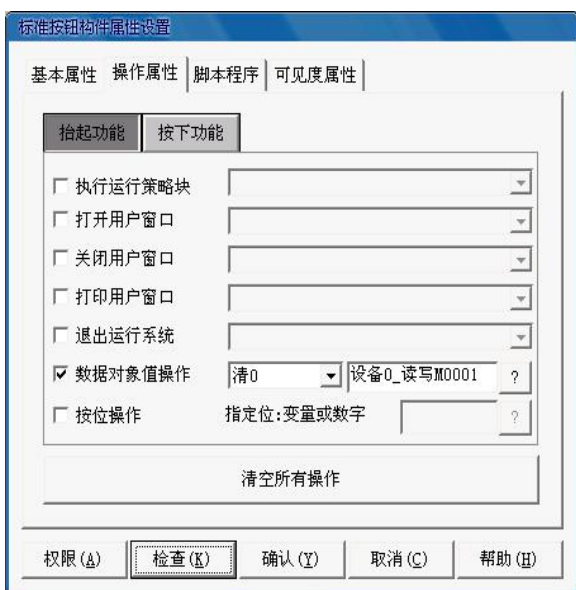 标准按钮构件属性设置
基本属性 操作属性 脚本程序 可见度属性
抬起功能 按下功能
执行运行策略块
打开用户窗口
关闭用户窗口
打印用户窗口
退出运行系统
数据对象值操作 清0 设备0_读写M0001 ?
按位操作 指定位:变量或数字 ?
清空所有操作
权限(A) 检查(K) 确认(Y) 取消(C) 帮助(H)